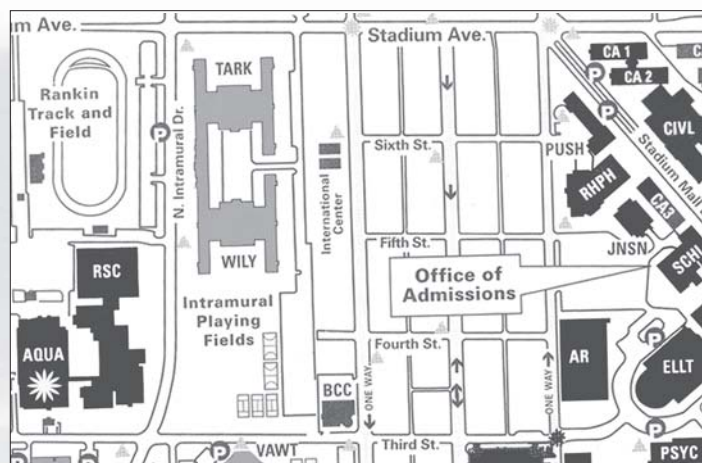 m Ave.
Stadium Ave.
CA 1
CA 2
P
P
CIVL
TARK
Rankin
Track and
Field
P
N. Intramural Dr.
International
Center
Sixth St.
PUSH
RHPH
Stadium Mall
CA3
JNSN
SCHL
Fifth St.
WILY
RSC
Office of
Admissions
Intramural
Playing
Fields
Fourth St.
P
AR
ELLT
AQUA
BCC
ONE WAY
ONE WAY
Third St.
P
VAWT
P
PSYC